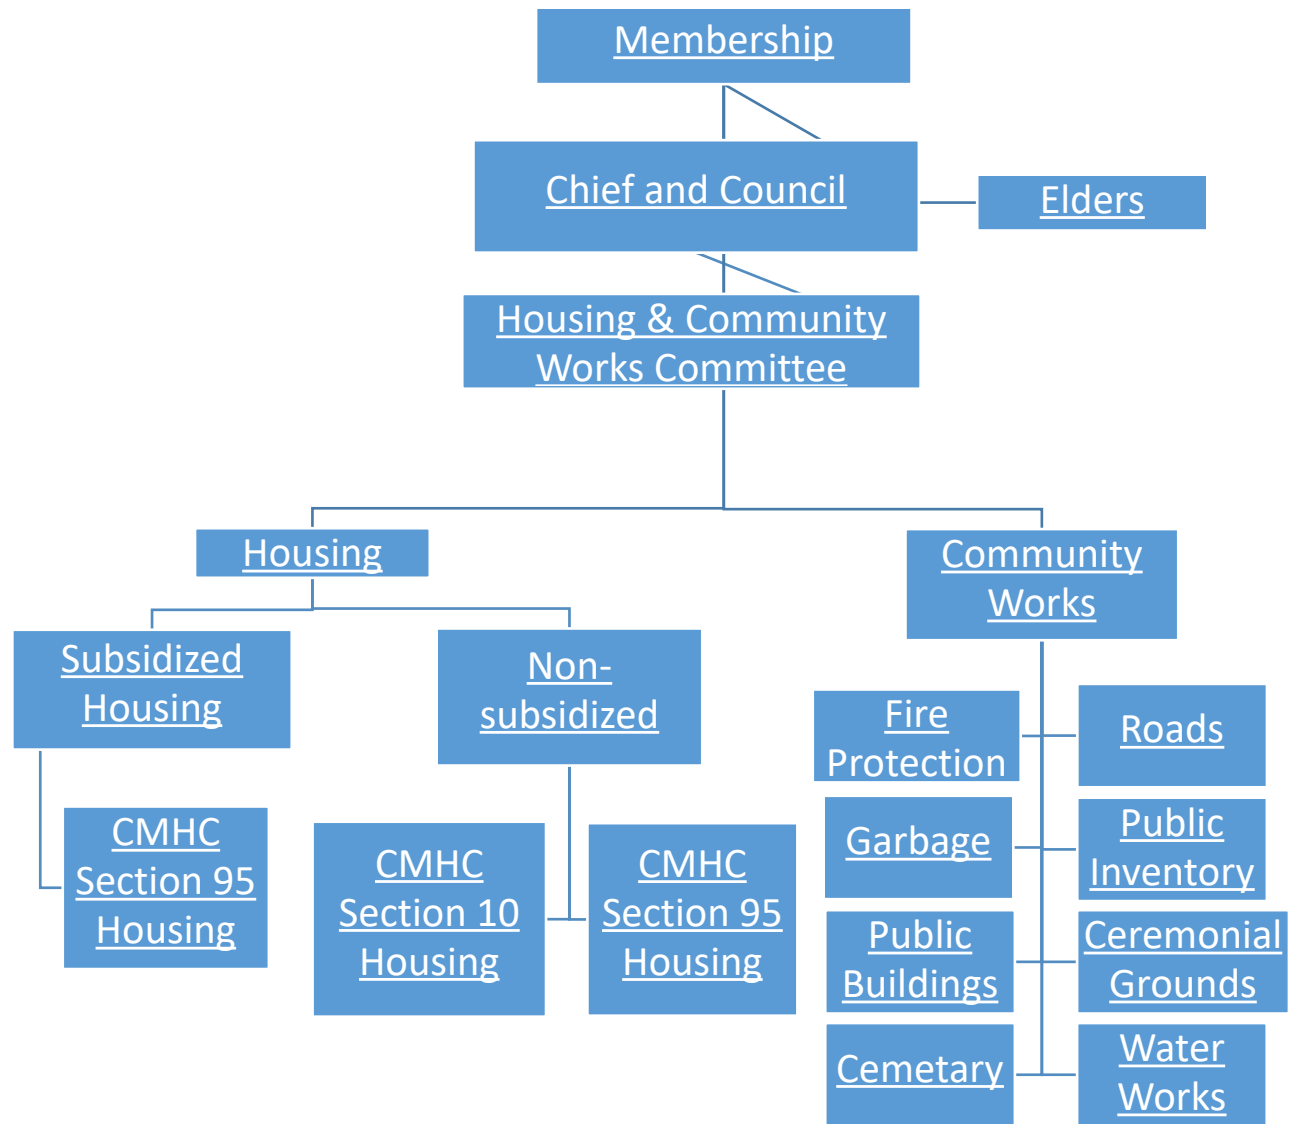 Membership
Chief and Council
Elders
Housing & Community
Works Committee
Housing
Community
Works
Subsidized
Housing
Non-
subsidized
CMHC
Section 95
Housing
CMHC
Section 10
Housing
CMHC
Section 95
Housing
Fire
Protection
Roads
Garbage
Public
Inventory
Public
Buildings
Ceremonial
Grounds
Cemetary
Water
Works